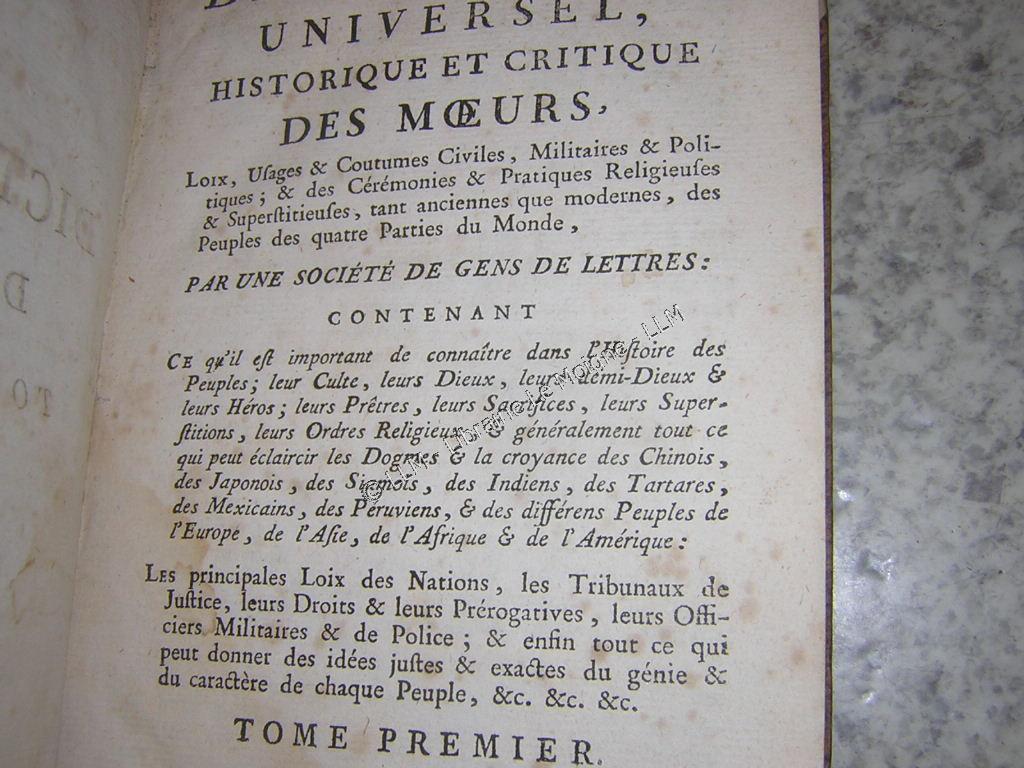 UNIVERSEL,
HISTORIQUE ET CRITIQUE
DES MŒURS,
Loix, Uſages & Coutumes Civiles, Militaires & Poli-
tiques; & des Cérémonies & Pratiques Religieuſes
& Superſtitieuſes, tant anciennes que modernes, des
Peuples des quatre Parties du Monde,
PAR UNE SOCIÉTÉ DE GENS DE LETTRES:
CONTENANT
CE qu'il eſt important de connaître dans l'Hiſtoire des
Peuples; leur Culte, leurs Dieux, leurs demi-Dieux &
leurs Héros; leurs Prêtres, leurs Sacrifices, leurs Super-
ſtitions, leurs Ordres Religieux, & généralement tout ce
qui peut éclaircir les Dogmes & la croyance des Chinois,
des Japonois, des Siamois, des Indiens, des Tartares,
des Mexicains, des Péruviens, & des différens Peuples de
l'Europe, de l'Aſie, de l'Afrique & de l'Amérique:
LES principales Loix des Nations, les Tribunaux de
Juſtice, leurs Droits & leurs Prérogatives, leurs Offi-
ciers Militaires & de Police; & enfin tout ce qui
peut donner des idées juſtes & exactes du génie &
du caractère de chaque Peuple, &c. &c. &c.
TOME PREMIER.
© LLM - Librairie Le Moigne - LLM